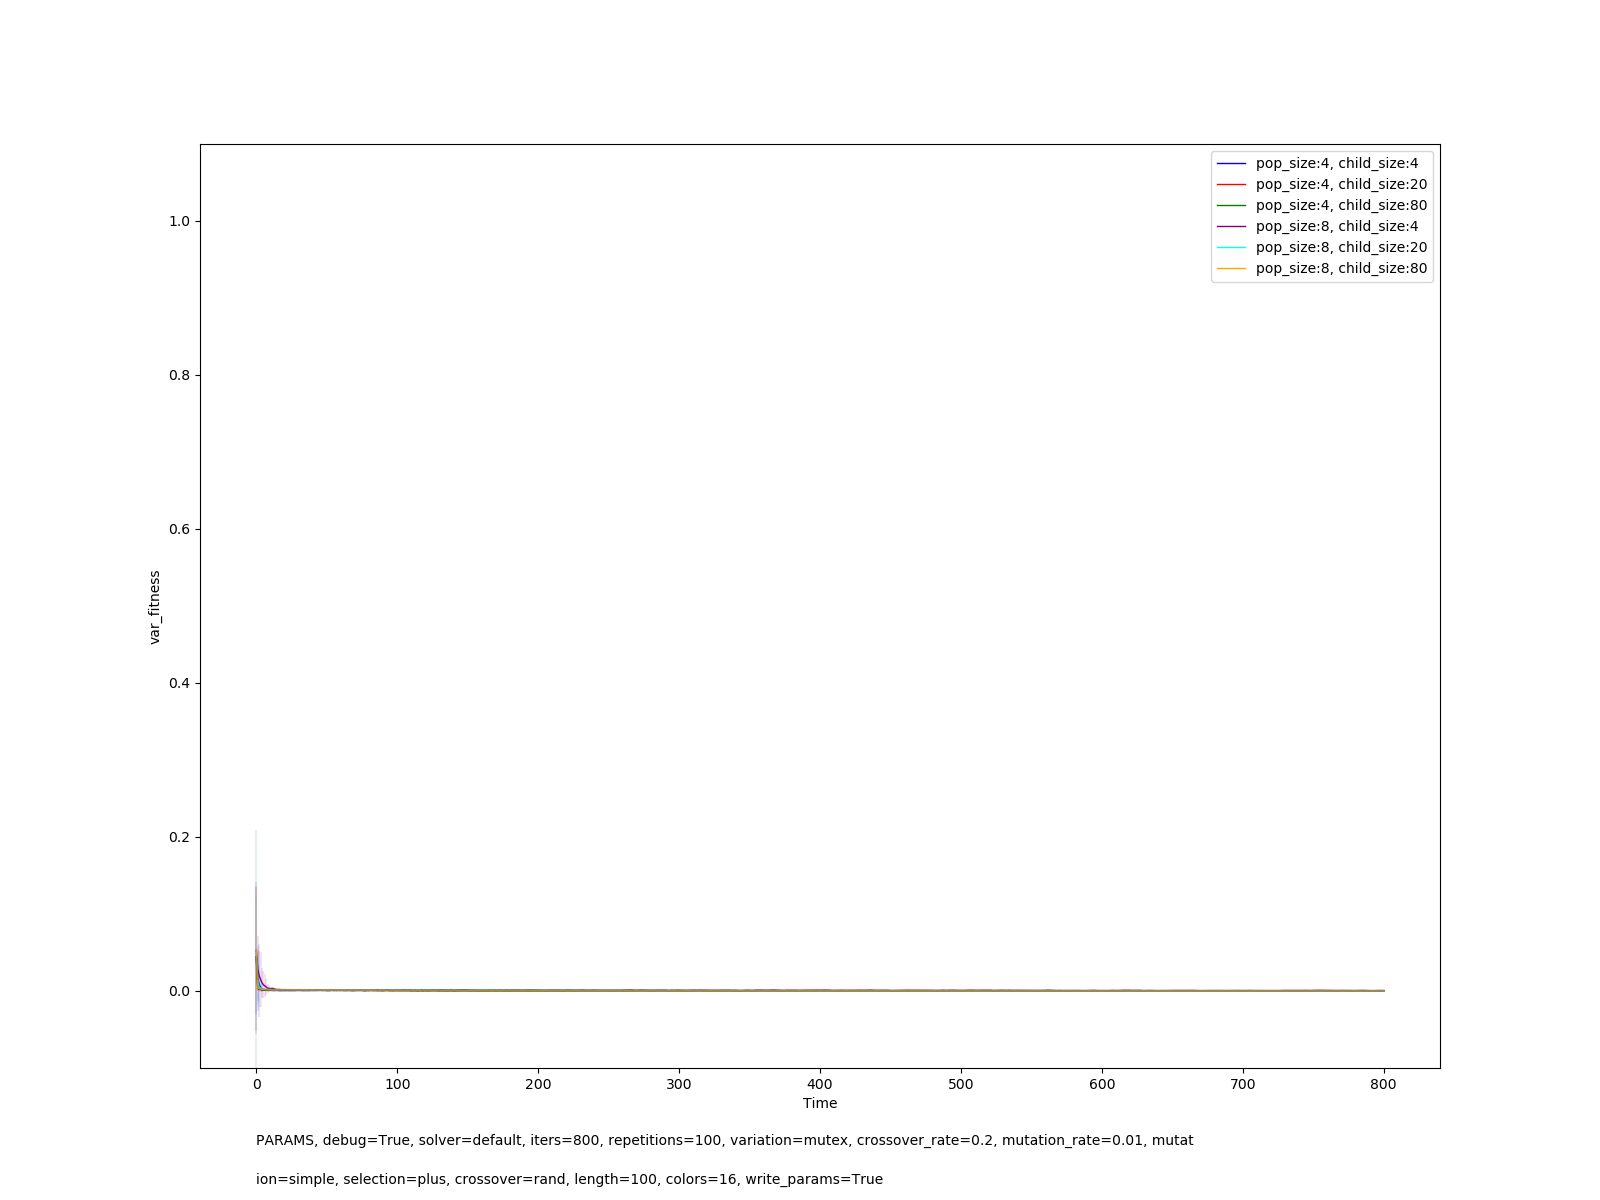 pop_size:4, child_size:4
pop_size:4, child_size:20
pop_size:4, child_size:80
pop_size:8, child_size:4
pop_size:8, child_size:20
pop_size:8, child_size:80
1.0
0.8
0.6
0.4
0.2
0.0
var_fitness
0 100 200 300 400 500 600 700 800
Time
PARAMS, debug=True, solver=default, iters=800, repetitions=100, variation=mutex, crossover_rate=0.2, mutation_rate=0.01, mutat
ion=simple, selection=plus, crossover=rand, length=100, colors=16, write_params=True